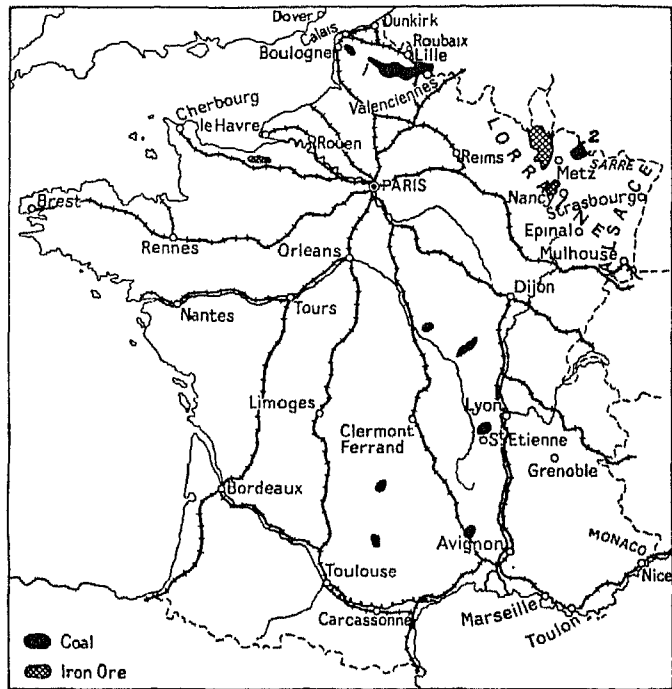 Dover
Dunkirk
Calais
Boulogne
Roubaix
Lille
Valenciennes
Cherbourg
le Havre
Rouen
Reims
LORRAINE
2
Metz
SARRE
PARIS
Nancy
Strasbourg
ALSACE
Brest
Rennes
Orleans
Epinal
Mulhouse
Nantes
Tours
Dijon
Limoges
Clermont
Ferrand
Lyon
St Etienne
Grenoble
Bordeaux
Avignon
MONACO
Nice
Toulouse
Carcassonne
Marseille
Toulon
Coal
Iron Ore